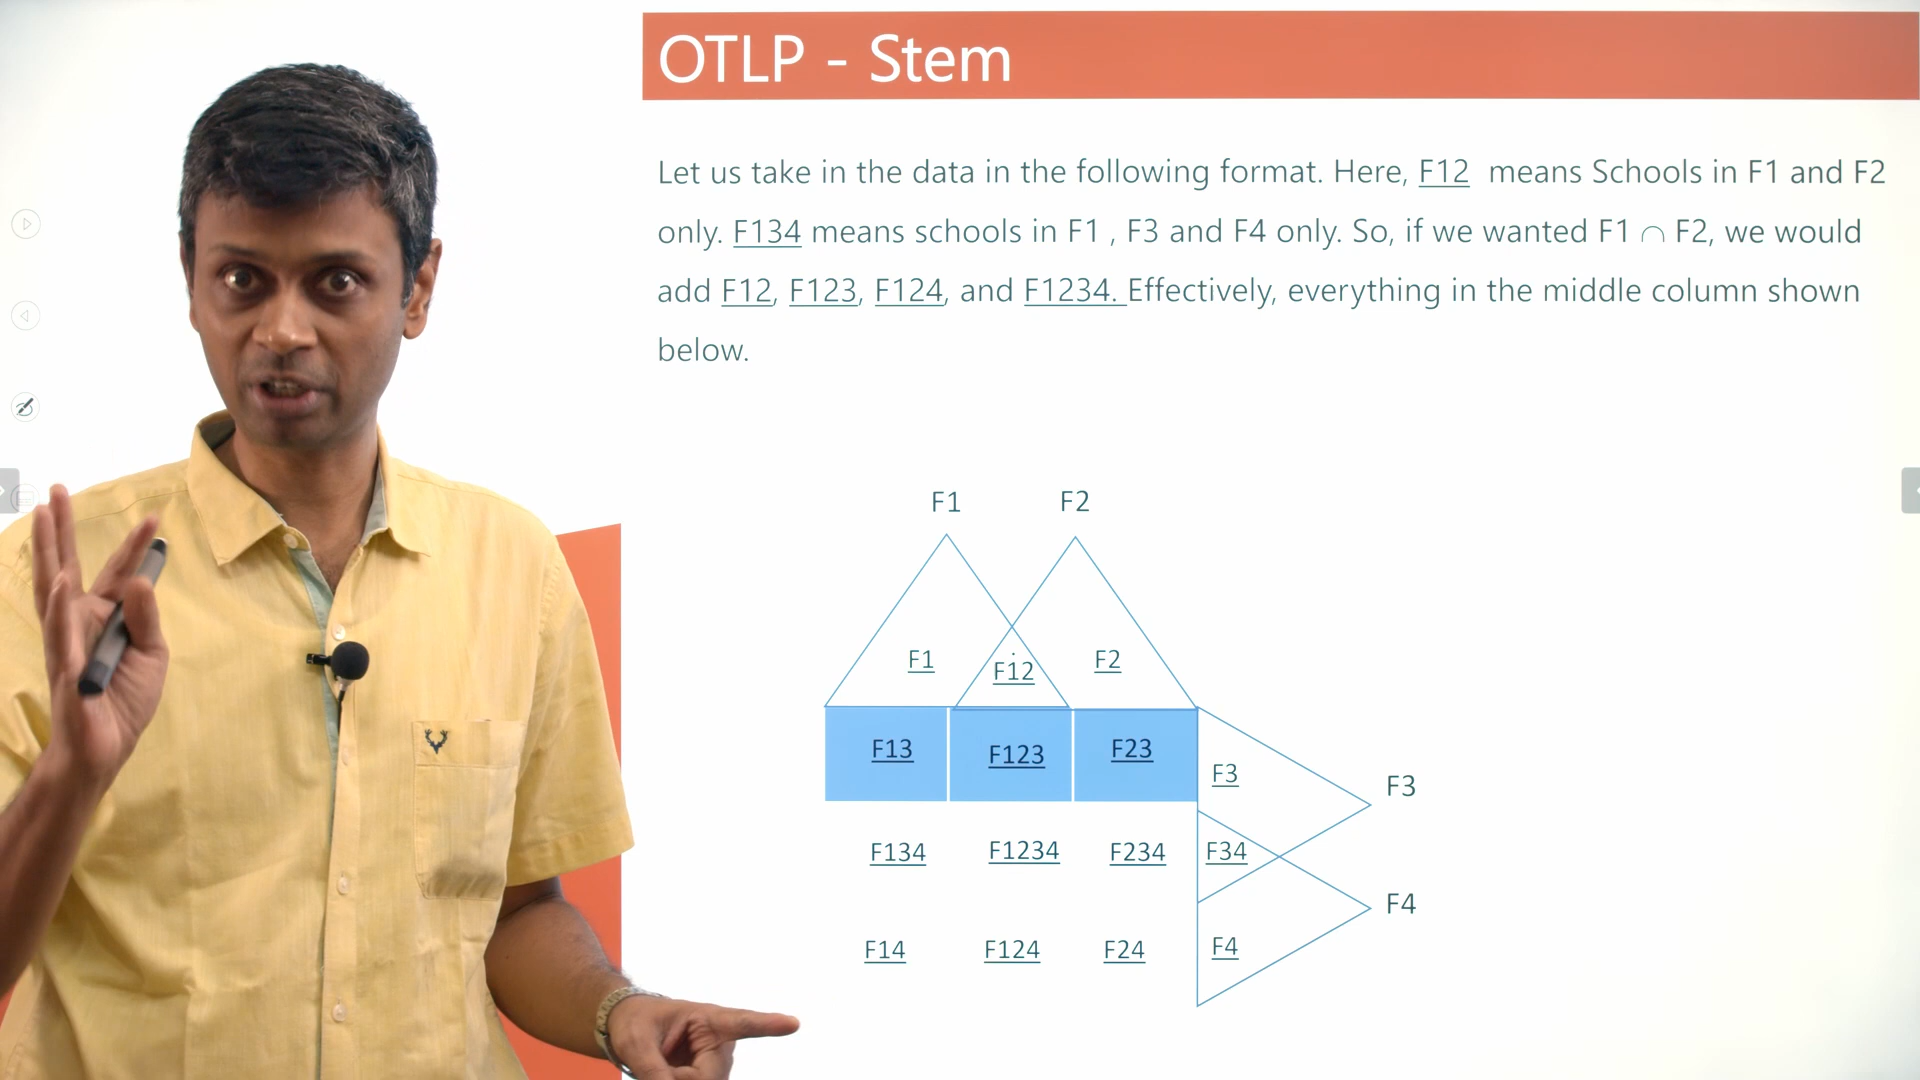 OTLP - Stem
Let us take in the data in the following format. Here, F12 means Schools in F1 and F2
only. F134 means schools in F1 , F3 and F4 only. So, if we wanted F1 ∩ F2, we would
add F12, F123, F124, and F1234. Effectively, everything in the middle column shown
below.
F1 F2
F1 F12 F2
F13 F123 F23 F3 F3
F134 F1234 F234 F34
F4
F14 F124 F24 F4